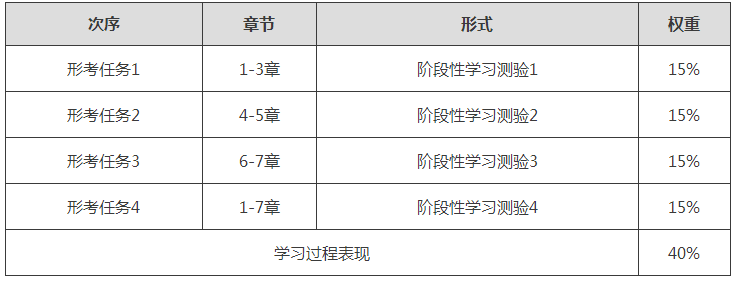 次序 章节 形式 权重
形考任务1 1-3章 阶段性学习测验1 15%
形考任务2 4-5章 阶段性学习测验2 15%
形考任务3 6-7章 阶段性学习测验3 15%
形考任务4 1-7章 阶段性学习测验4 15%
学习过程表现 40%